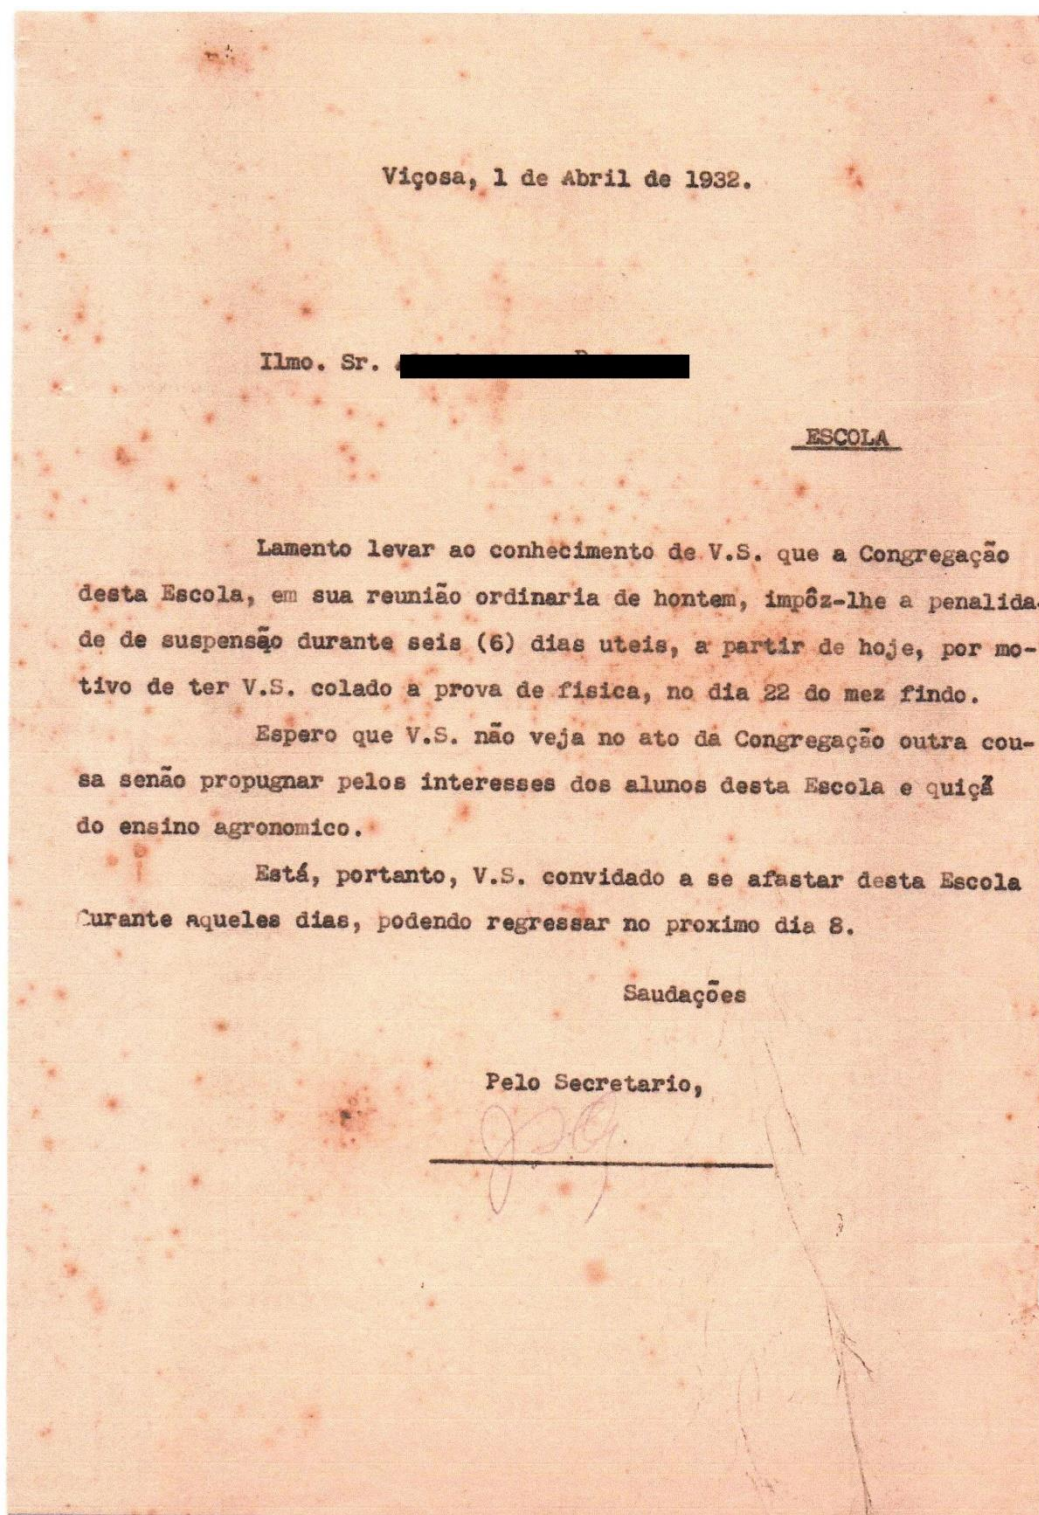 Viçosa, 1 de Abril de 1932.
Ilmo. Sr.
ESCOLA
Lamento levar ao conhecimento de V.S. que a Congregação
desta Escola, em sua reunião ordinaria de hontem, impôz-lhe a penalida-
de de suspensão durante seis (6) dias uteis, a partir de hoje, por mo-
tivo de ter V.S. colado a prova de fisica, no dia 22 do mez findo.
Espero que V.S. não veja no ato da Congregação outra cou-
sa senão propugnar pelos interesses dos alunos desta Escola e quiçá
do ensino agronomico.
Está, portanto, V.S. convidado a se afastar desta Escola
durante aqueles dias, podendo regressar no proximo dia 8.
Saudações
Pelo Secretario,